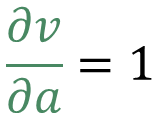 ∂v/∂a = 1